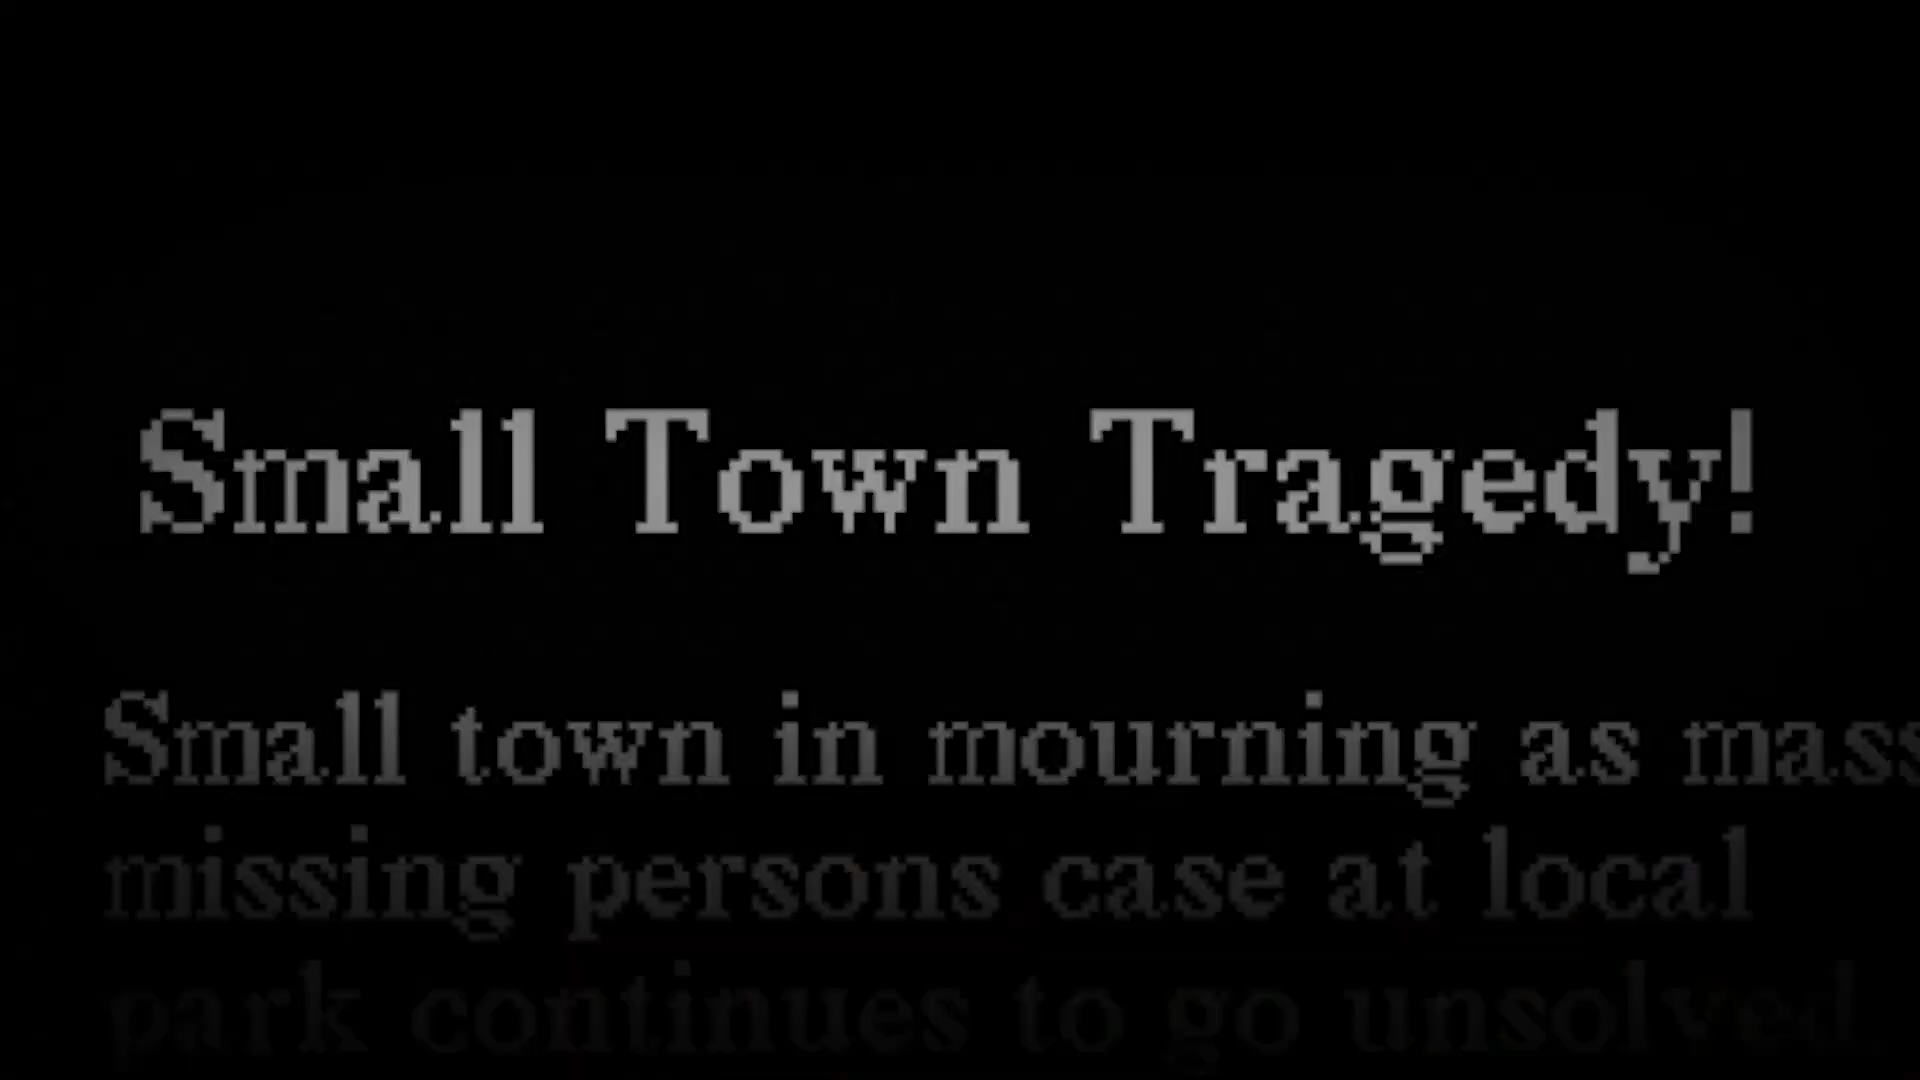 Small Town Tragedy!
Small town in mourning as mass
missing persons case at local
park continues to go unsolved.